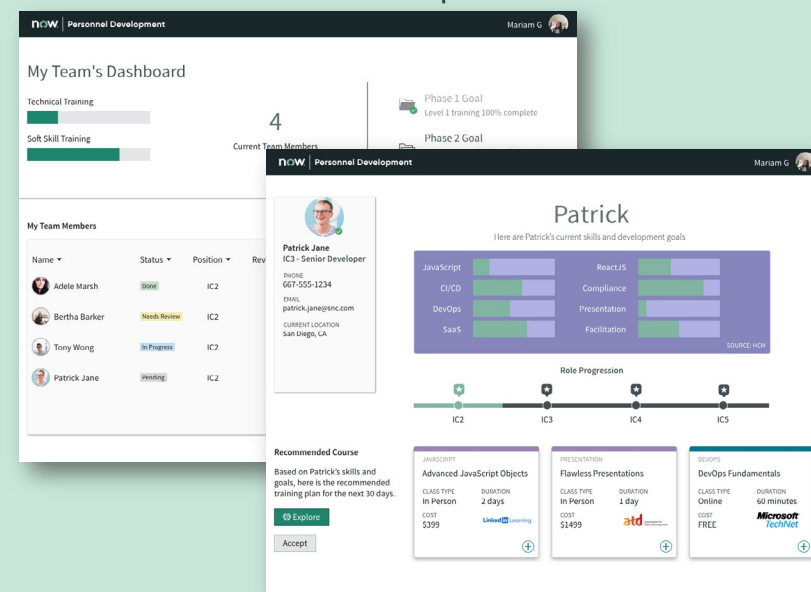 now Personnel Development
Mariam G
My Team's Dashboard
Technical Training
Soft Skill Training
4
Current Team Members
Phase 1 Goal
Level 1 training 100% complete
Phase 2 Goal
My Team Members
Name Status Position
Adele Marsh Done IC2
Bertha Barker Needs Review IC2
Tony Wong In Progress IC2
Patrick Jane Pending IC2
now Personnel Development
Mariam G
Patrick Jane
IC3 - Senior Developer
PHONE
667-555-1234
EMAIL
patrick.jane@snc.com
CURRENT LOCATION
San Diego, CA
Patrick
Here are Patrick's current skills and development goals
JavaScript ReactJS
CI/CD Compliance
DevOps Presentation
SaaS Facilitation
SOURCE: HCM
Role Progression
IC2 IC3 IC4 IC5
Recommended Course
Based on Patrick's skills and
goals, here is the recommended
training plan for the next 30 days.
Explore
Accept
JAVASCRIPT
Advanced JavaScript Objects
CLASS TYPE DURATION
In Person 2 days
COST
$399
Linked in Learning
PRESENTATION
Flawless Presentations
CLASS TYPE DURATION
In Person 1 day
COST
$1499
atd
DEVOPS
DevOps Fundamentals
CLASS TYPE DURATION
Online 60 minutes
COST
FREE
Microsoft
TechNet